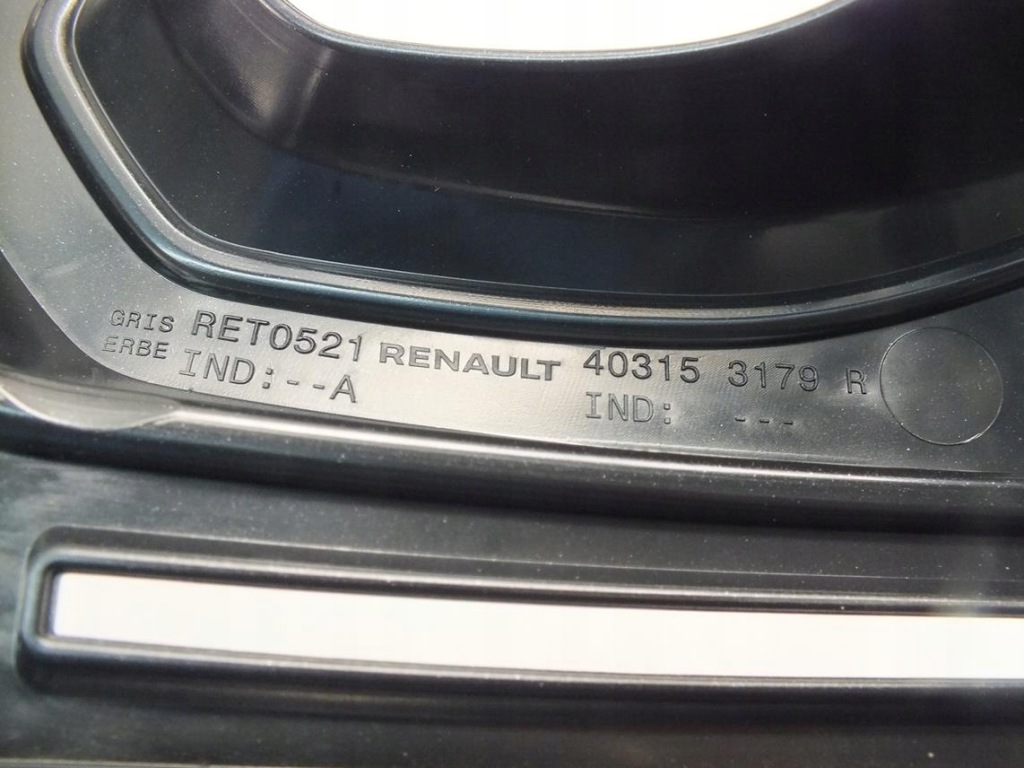 GRIS RET0521 RENAULT 40315 3179 R
ERBE IND:--A IND: ---